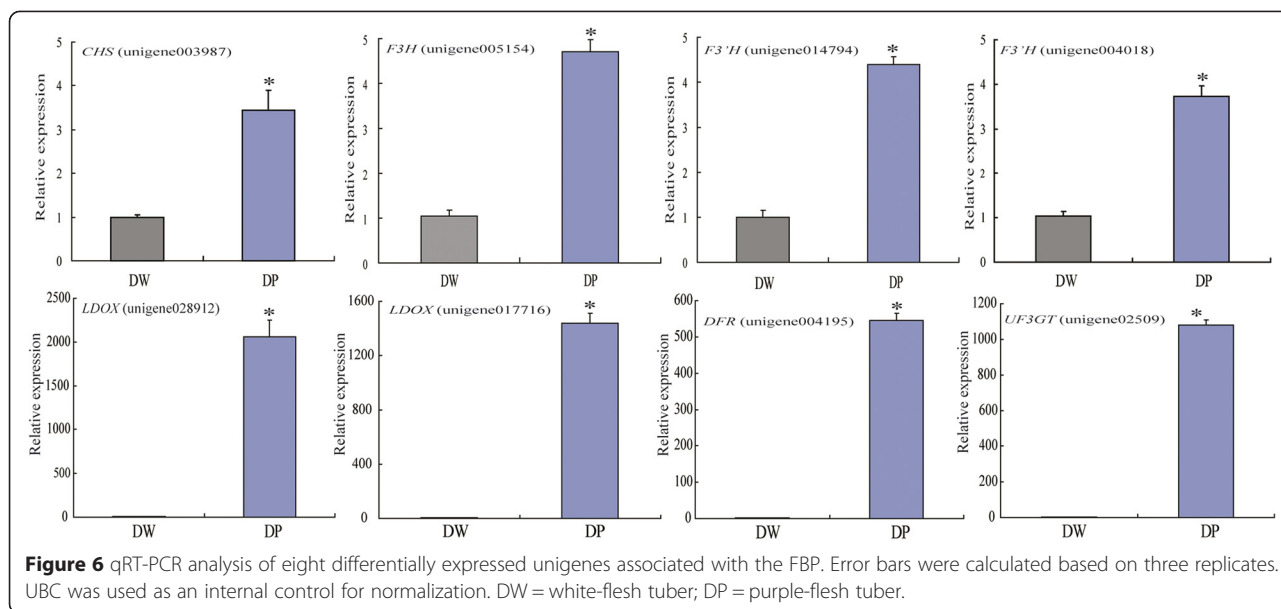 CHS (unigene003987)
Relative expression
5
4
3
2
1
0
*
DW
DP
F3H (unigene005154)
Relative expression
5
4
3
2
1
0
*
DW
DP
F3’H (unigene014794)
Relative expression
5
4
3
2
1
0
*
DW
DP
F3’H (unigene004018)
Relative expression
5
4
3
2
1
0
*
DW
DP
LDOX (unigene028912)
Relative expression
2500
2000
1500
1000
500
0
*
DW
DP
LDOX (unigene017716)
Relative expression
1600
1200
800
400
0
*
DW
DP
DFR (unigene004195)
Relative expression
600
500
400
300
200
100
0
*
DW
DP
UF3GT (unigene02509)
Relative expression
1200
1000
800
600
400
200
0
*
DW
DP
Figure 6 qRT-PCR analysis of eight differentially expressed unigenes associated with the FBP. Error bars were calculated based on three replicates.
UBC was used as an internal control for normalization. DW = white-flesh tuber; DP = purple-flesh tuber.